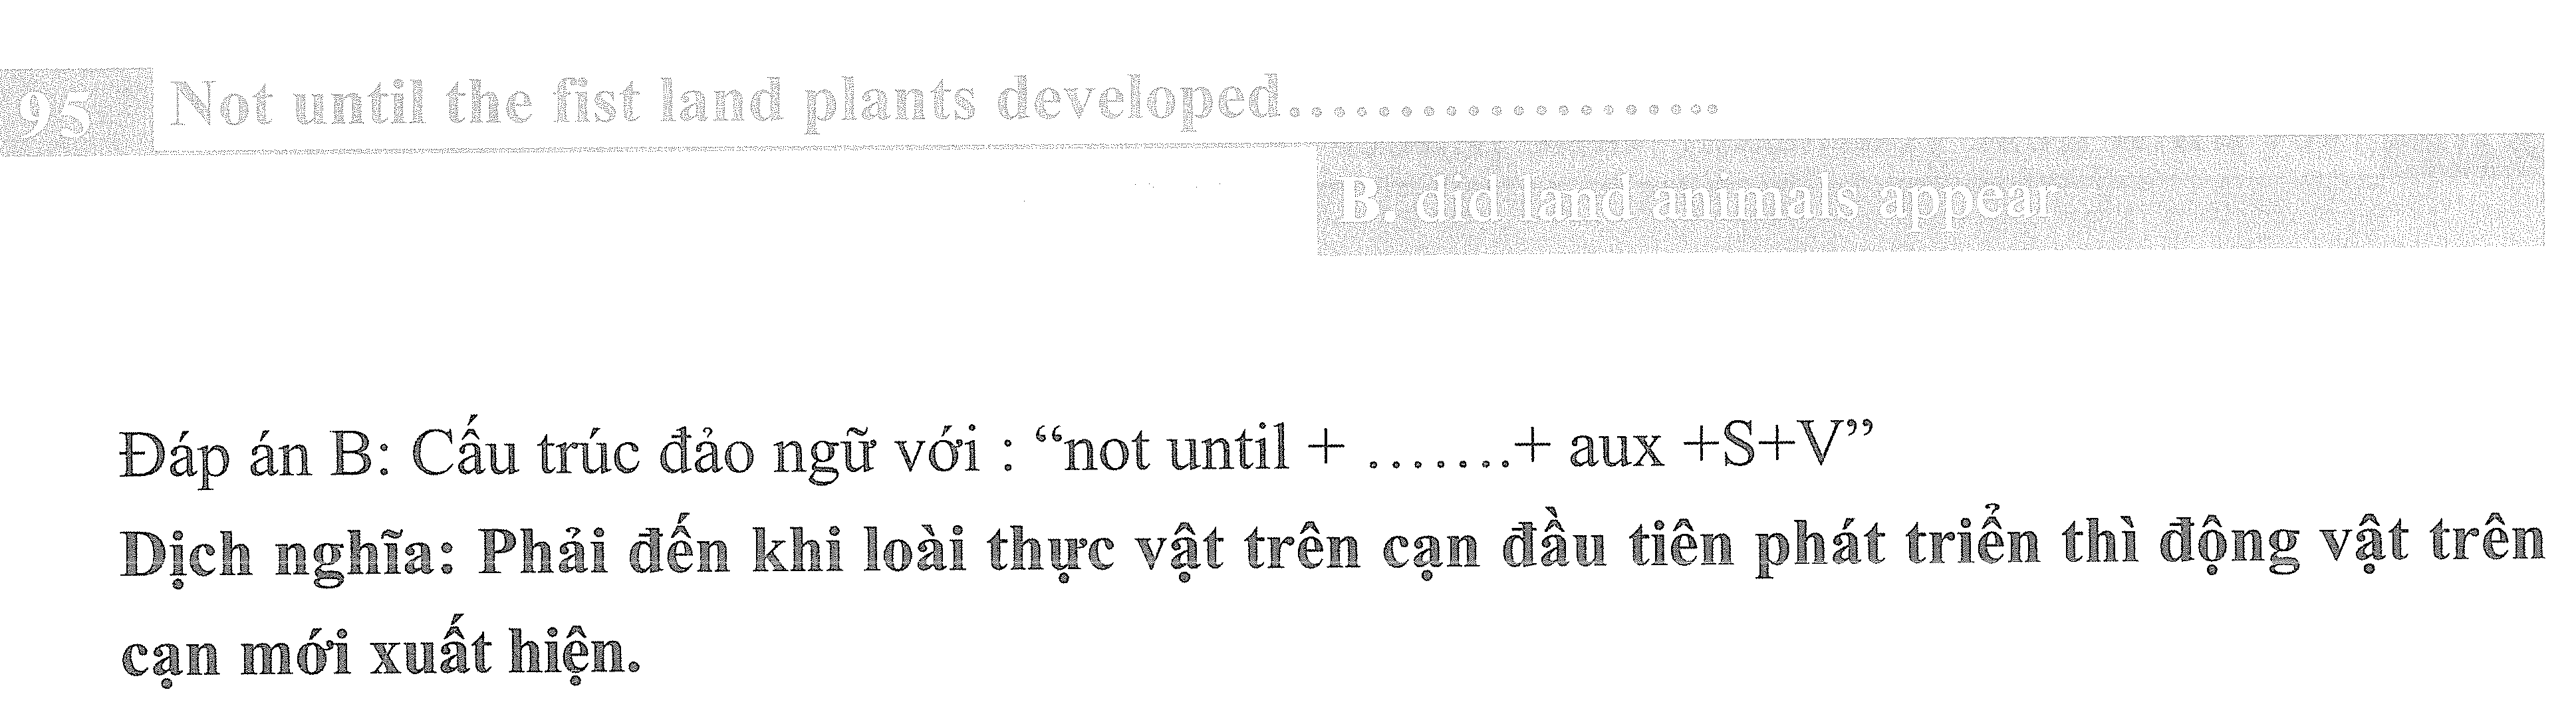 95 Not until the fist land plants developed....................
B. did land animals appear
Đáp án B: Cấu trúc đảo ngữ với : “not until + .......+ aux +S+V”
Dịch nghĩa: Phải đến khi loài thực vật trên cạn đầu tiên phát triển thì động vật trên
cạn mới xuất hiện.